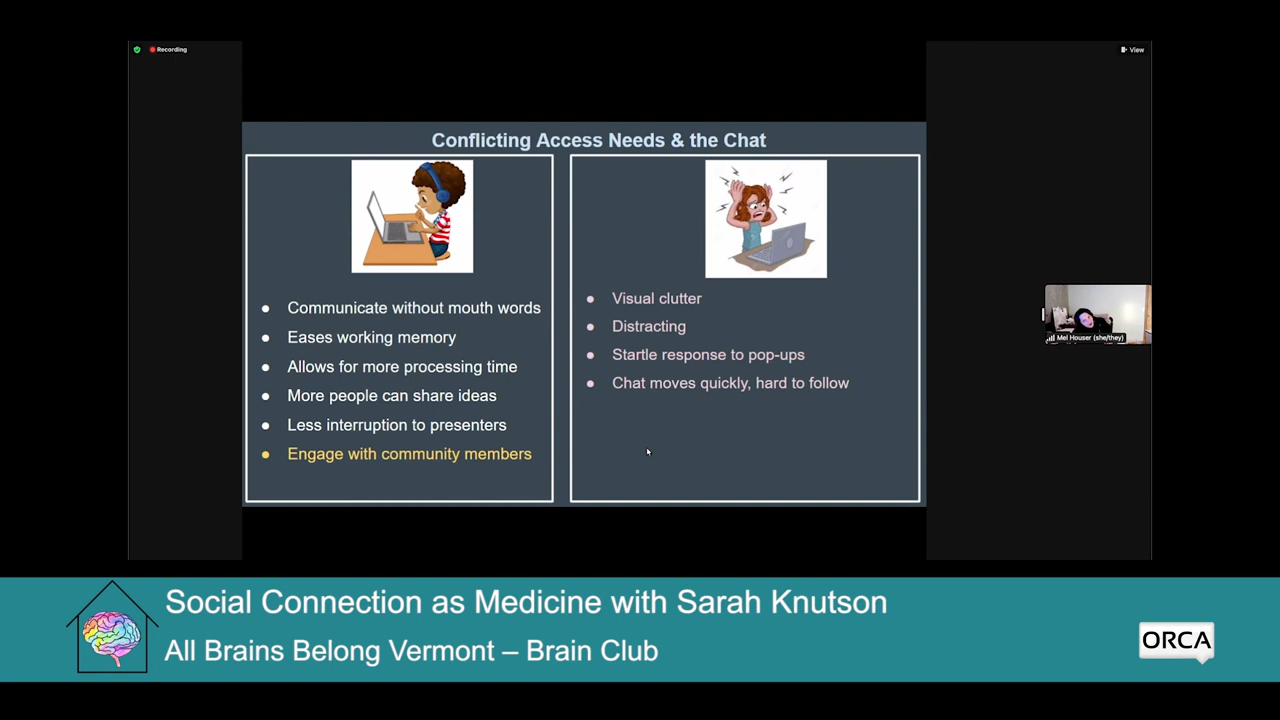 Recording
View
Conflicting Access Needs & the Chat
Communicate without mouth words
Eases working memory
Allows for more processing time
More people can share ideas
Less interruption to presenters
Engage with community members
Visual clutter
Distracting
Startle response to pop-ups
Chat moves quickly, hard to follow
Mel Houser (she/they)
Social Connection as Medicine with Sarah Knutson
All Brains Belong Vermont – Brain Club
ORCA